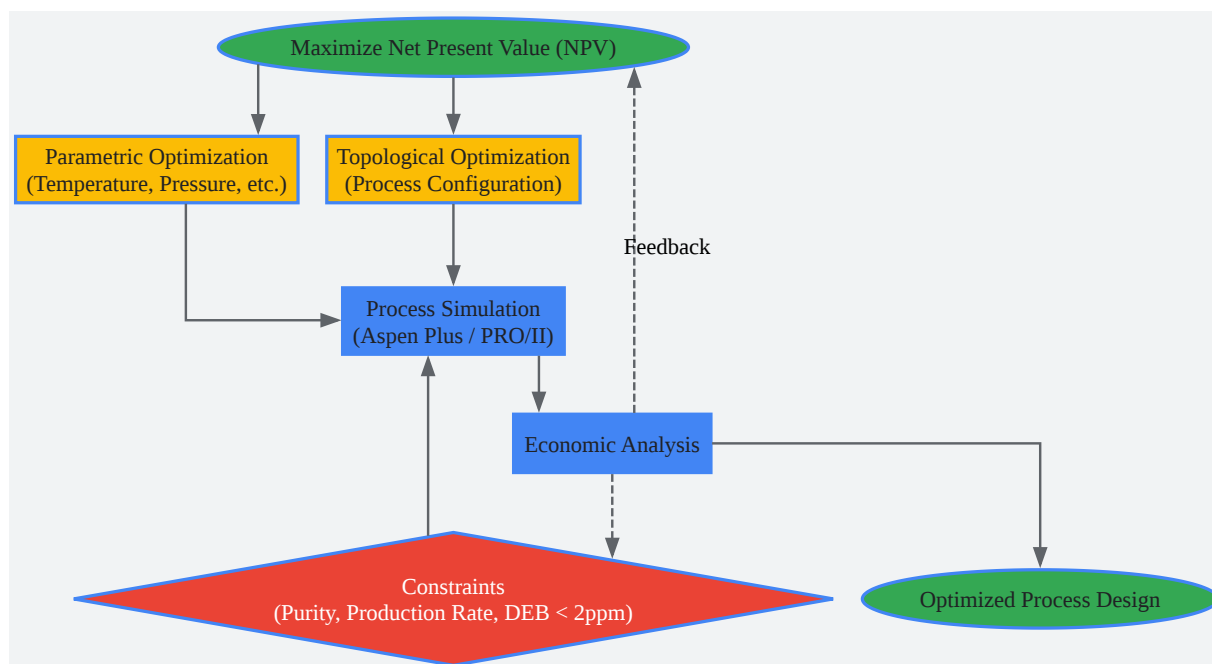 Maximize Net Present Value (NPV)
Parametric Optimization
(Temperature, Pressure, etc.)
Topological Optimization
(Process Configuration)
Feedback
Process Simulation
(Aspen Plus / PRO/II)
Economic Analysis
Constraints
(Purity, Production Rate, DEB < 2ppm)
Optimized Process Design